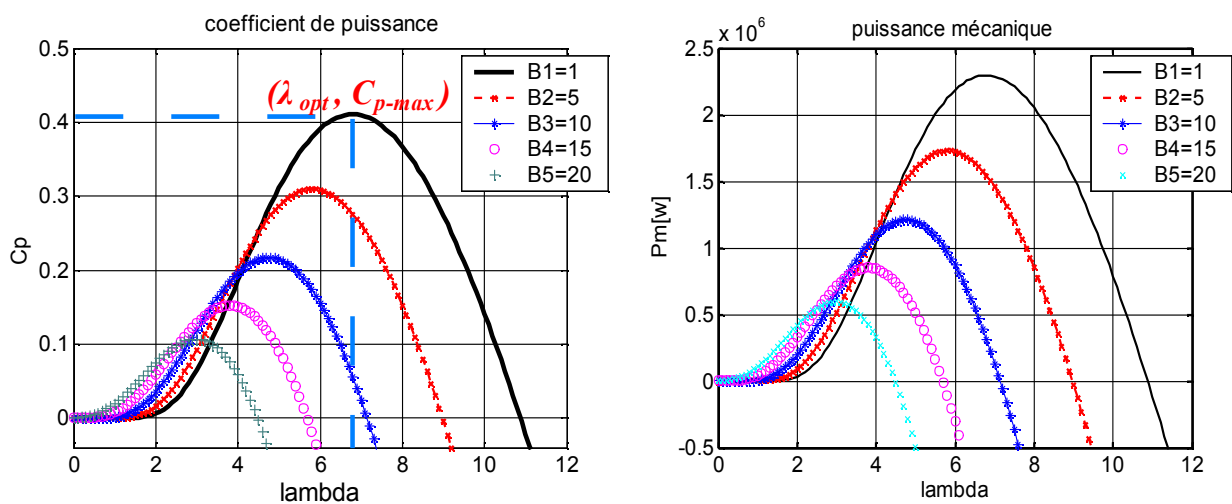 coefficient de puissance
0.5
0.4
0.3
0.2
0.1
0
Cp
(λ opt , C p-max )
B1=1
B2=5
B3=10
B4=15
B5=20
0 2 4 6 8 10 12
lambda
puissance mécanique
x 10^6
2.5
2
1.5
1
0.5
0
-0.5
Pm[w]
B1=1
B2=5
B3=10
B4=15
B5=20
0 2 4 6 8 10 12
lambda